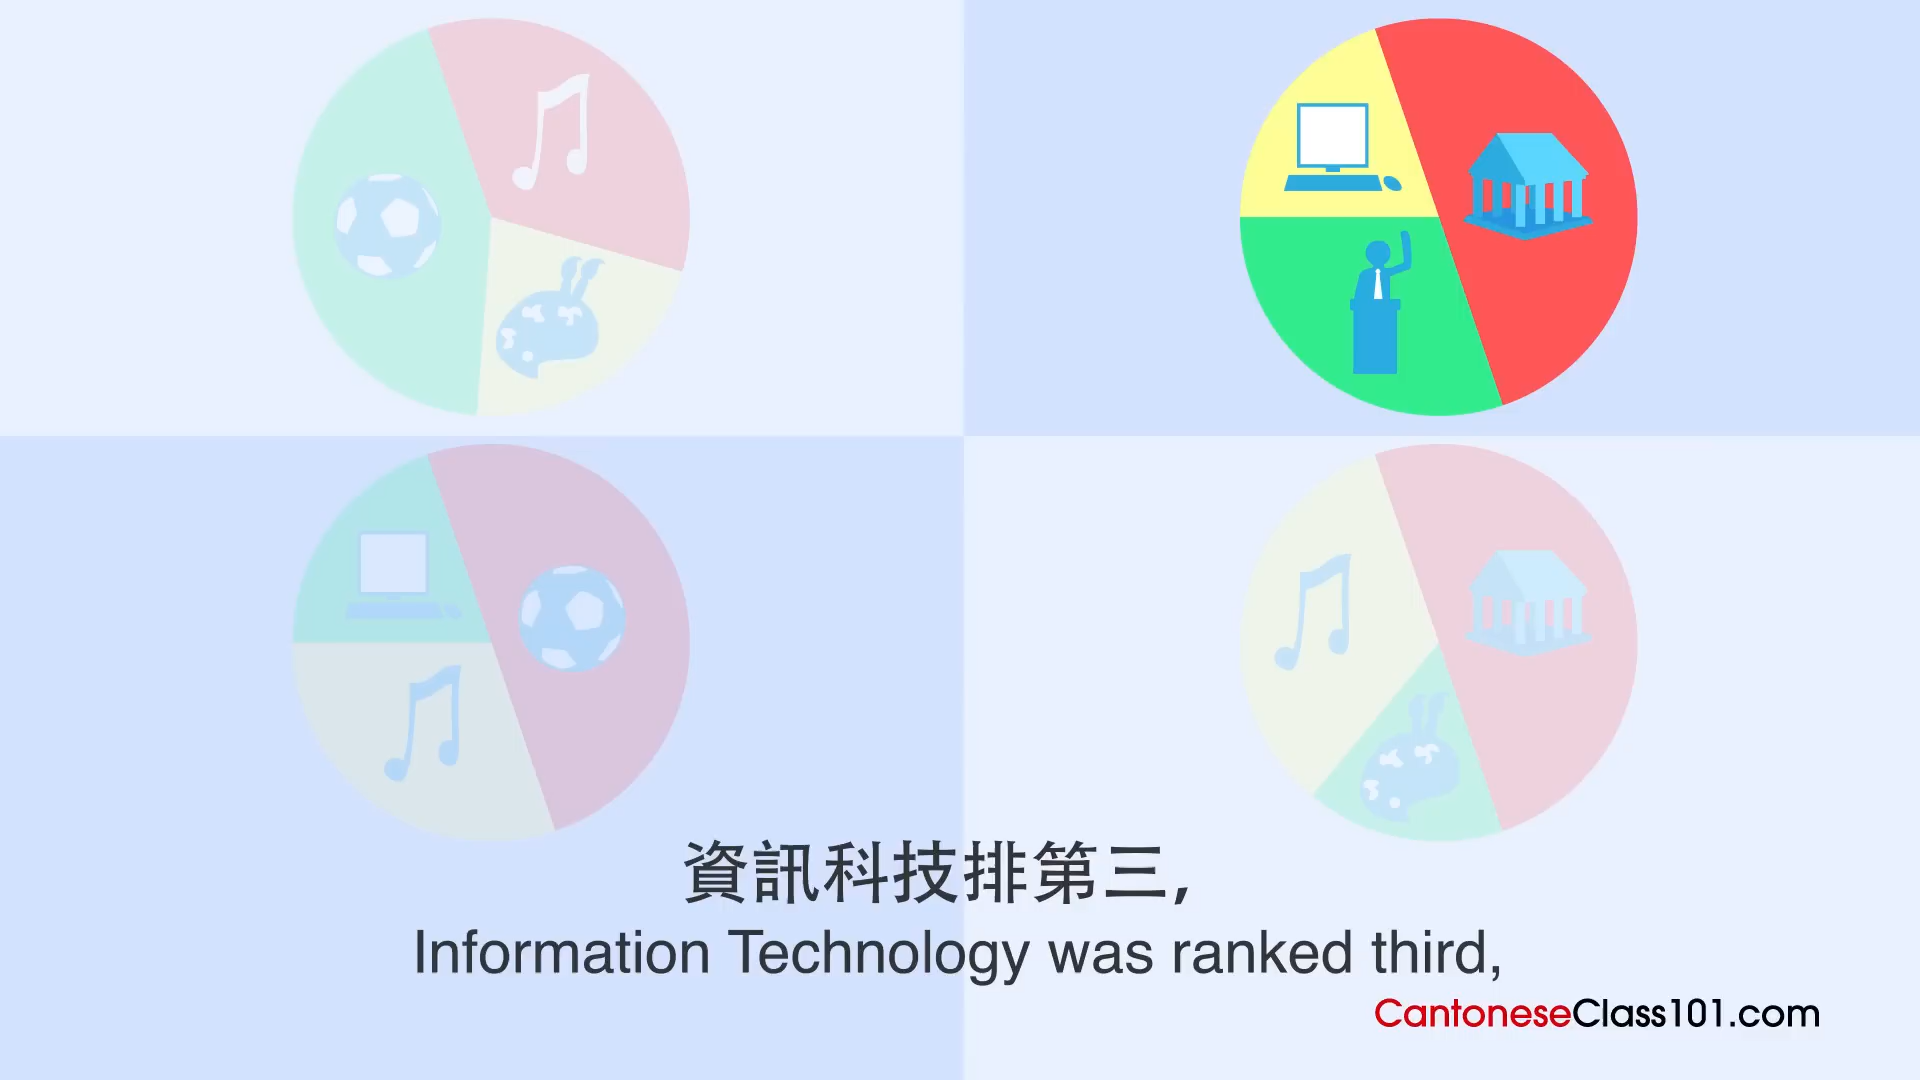 資訊科技排第三,
Information Technology was ranked third,
CantoneseClass101.com